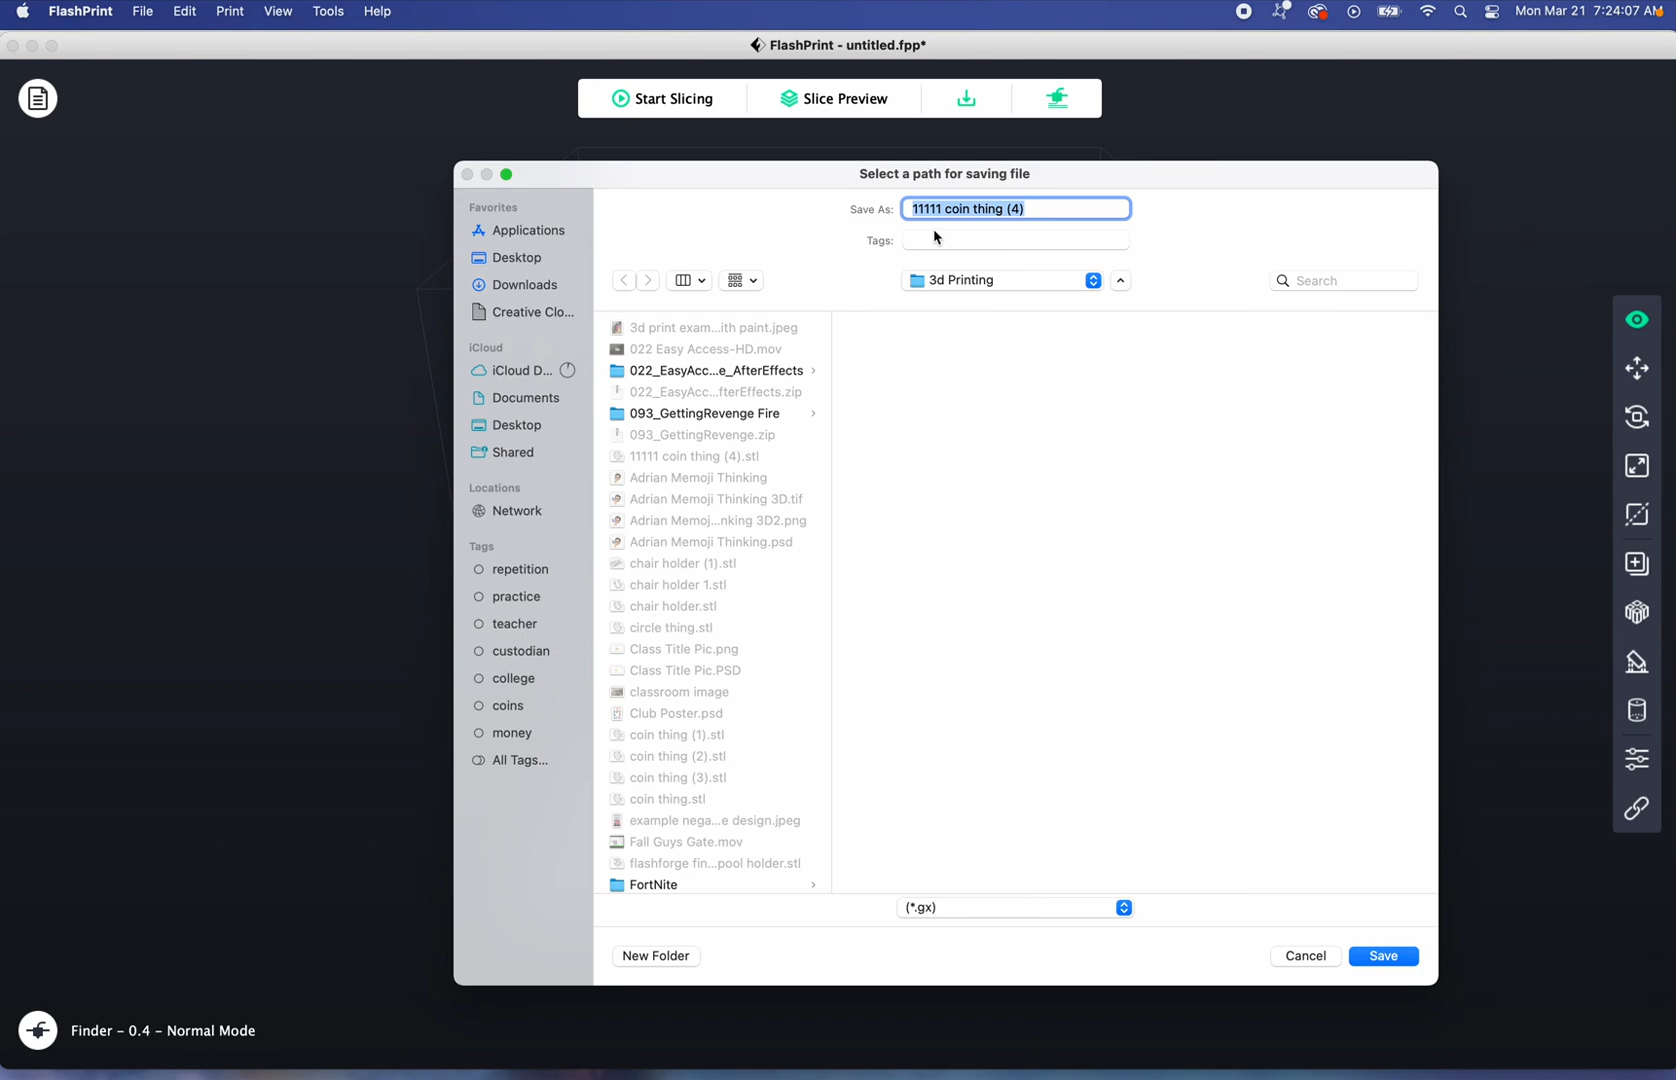 FlashPrint File Edit Print View Tools Help Mon Mar 21 7:24:07 AM
FlashPrint - untitled.fpp*
Start Slicing Slice Preview
Select a path for saving file
Save As: 11111 coin thing (4)
Tags:
3d Printing
Search
Favorites
Applications
Desktop
Downloads
Creative Clo...
iCloud
iCloud D...
Documents
Desktop
Shared
Locations
Network
Tags
repetition
practice
teacher
custodian
college
coins
money
All Tags...
3d print exam...ith paint.jpeg
022 Easy Access-HD.mov
022_EasyAcc...e_AfterEffects
022_EasyAcc...fterEffects.zip
093_GettingRevenge Fire
093_GettingRevenge.zip
11111 coin thing (4).stl
Adrian Memoji Thinking
Adrian Memoji Thinking 3D.tif
Adrian Memoj...nking 3D2.png
Adrian Memoji Thinking.psd
chair holder (1).stl
chair holder 1.stl
chair holder.stl
circle thing.stl
Class Title Pic.png
Class Title Pic.PSD
classroom image
Club Poster.psd
coin thing (1).stl
coin thing (2).stl
coin thing (3).stl
coin thing.stl
example nega...e design.jpeg
Fall Guys Gate.mov
flashforge fin...pool holder.stl
FortNite
(*.gx)
New Folder Cancel Save
Finder - 0.4 - Normal Mode